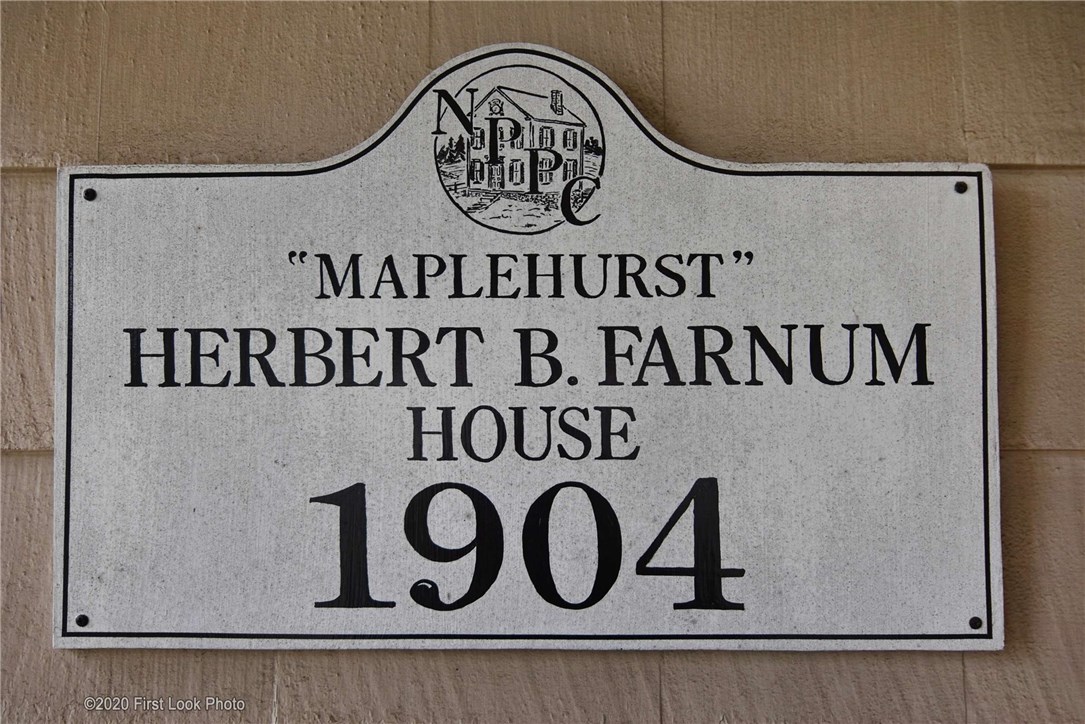 NPPC
“MAPLEHURST”
HERBERT B. FARNUM
HOUSE
1904
©2020 First Look Photo